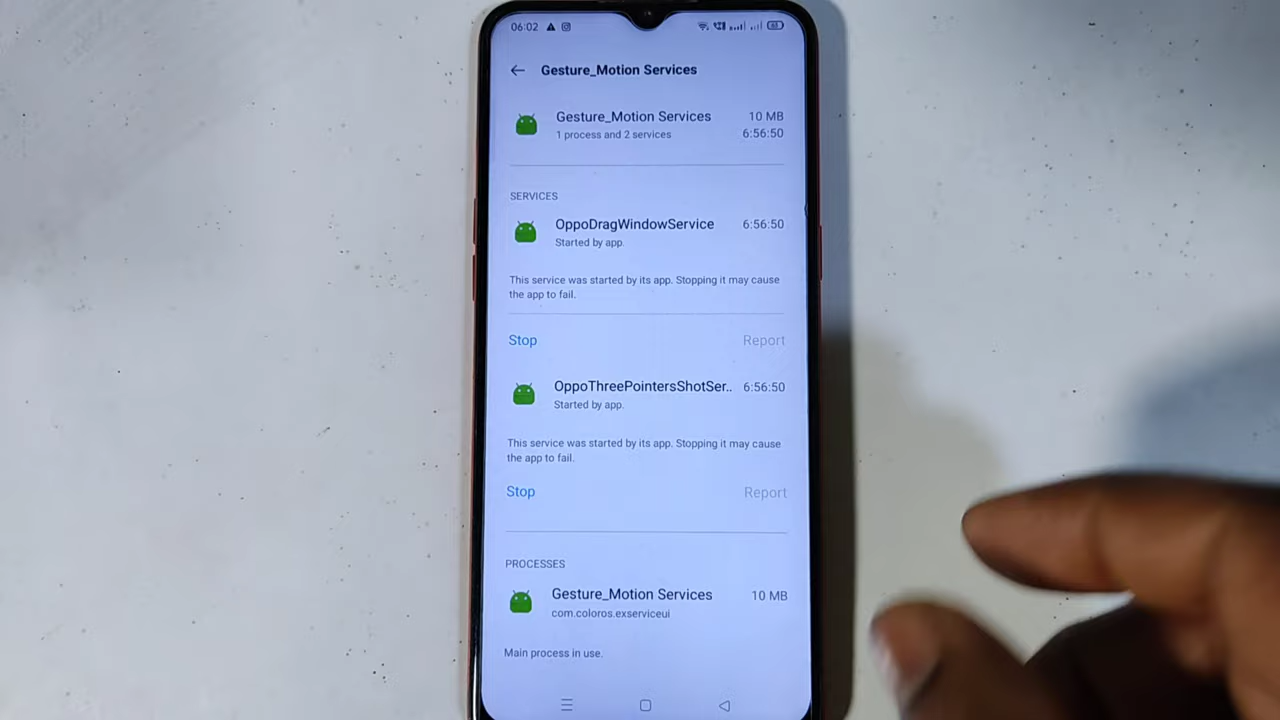 06:02
Gesture_Motion Services
Gesture_Motion Services 10 MB
1 process and 2 services 6:56:50
SERVICES
OppoDragWindowService 6:56:50
Started by app.
This service was started by its app. Stopping it may cause
the app to fail.
Stop Report
OppoThreePointersShotSer.. 6:56:50
Started by app.
This service was started by its app. Stopping it may cause
the app to fail.
Stop Report
PROCESSES
Gesture_Motion Services 10 MB
com.coloros.exserviceui
Main process in use.